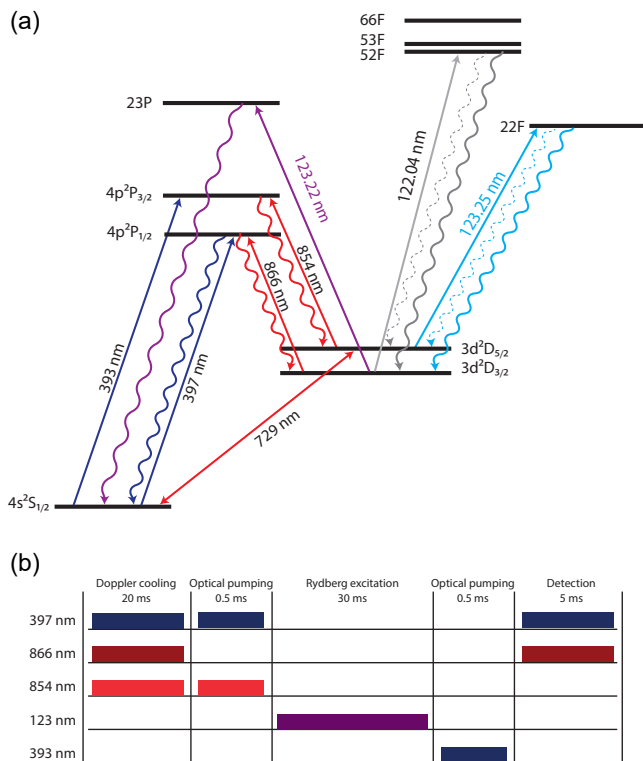 (a)
66F
53F
52F
23P
22F
123.22 nm
122.04 nm
123.25 nm
4p²P₃/₂
4p²P₁/₂
854 nm
866 nm
393 nm
397 nm
3d²D₅/₂
3d²D₃/₂
729 nm
4s²S₁/₂
(b)
Doppler cooling Optical pumping Rydberg excitation Optical pumping Detection
20 ms 0.5 ms 30 ms 0.5 ms 5 ms
397 nm
866 nm
854 nm
123 nm
393 nm